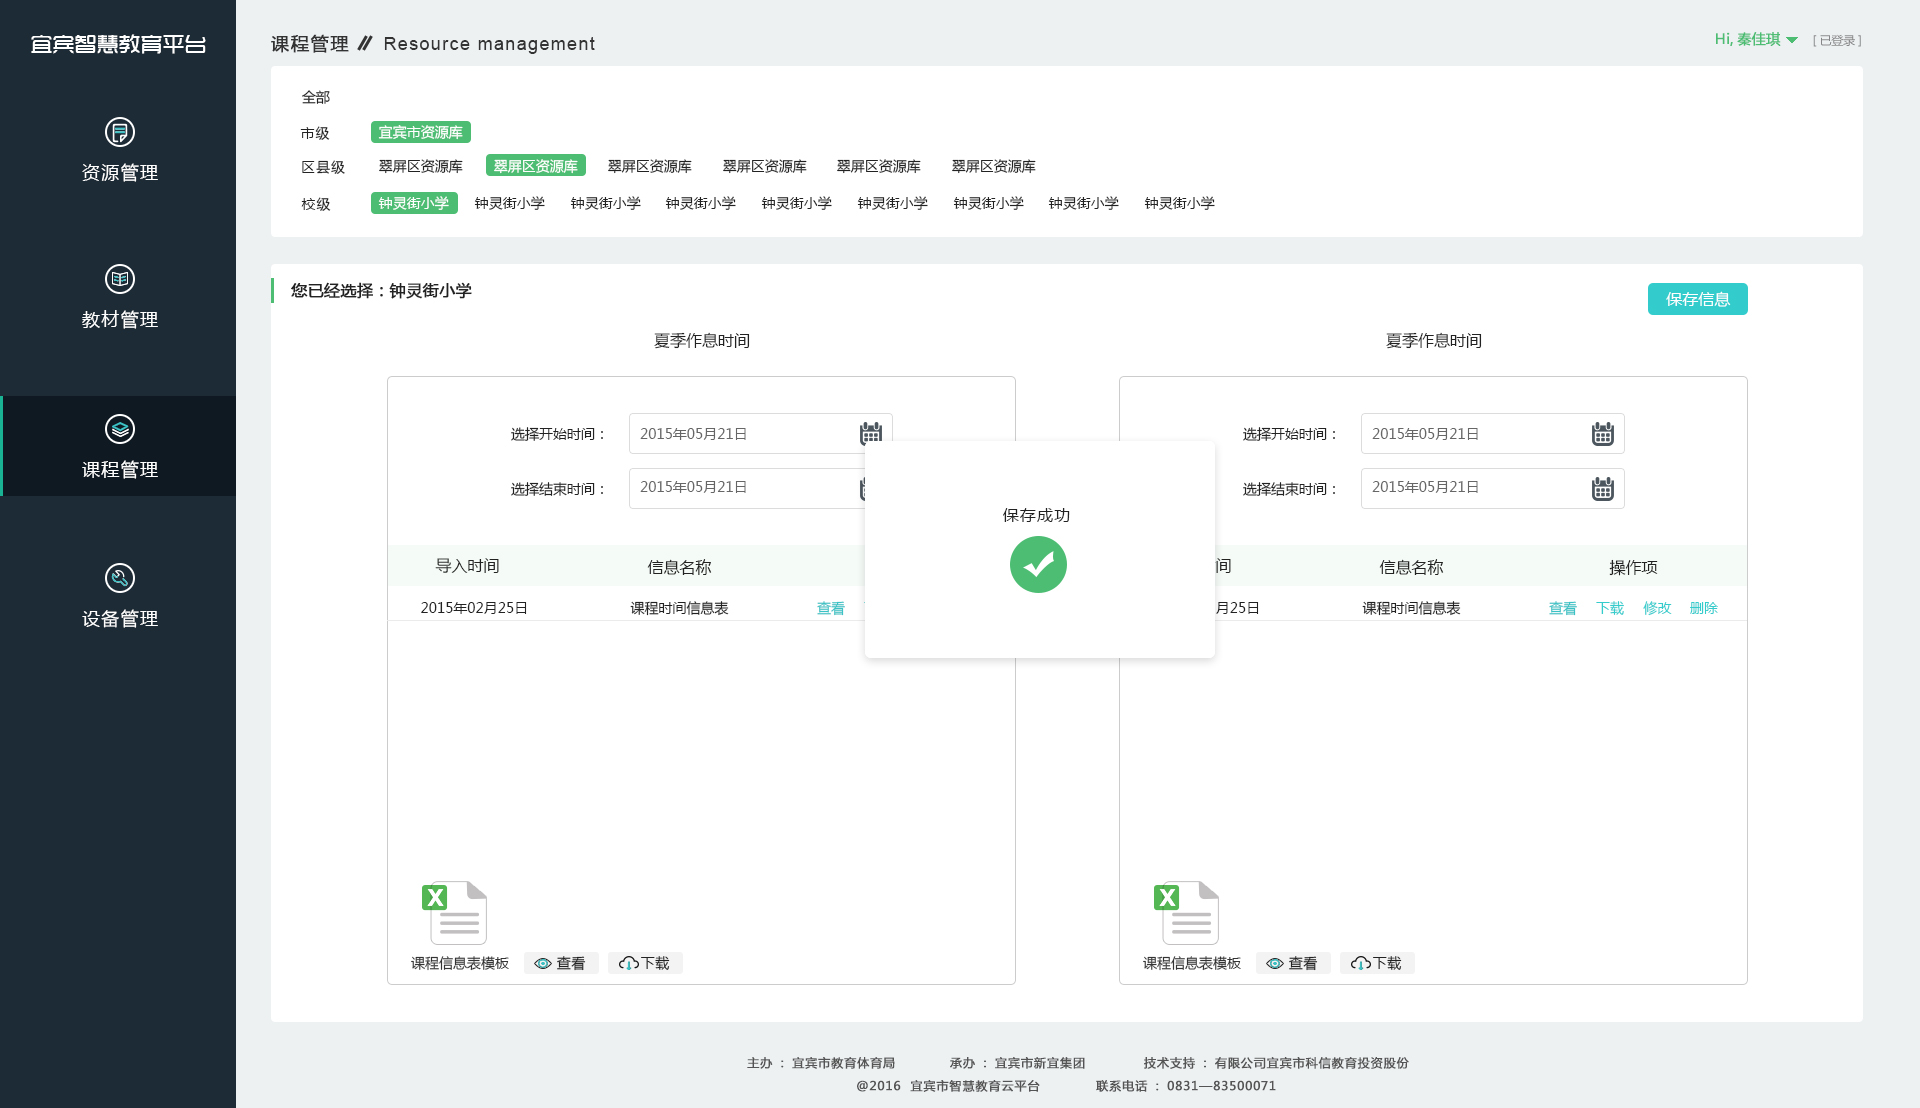 宜宾智慧教育平台
资源管理
教材管理
课程管理
设备管理
课程管理 // Resource management
Hi, 秦佳琪 [ 已登录 ]
全部
市级 宜宾市资源库
区县级 翠屏区资源库 翠屏区资源库 翠屏区资源库 翠屏区资源库 翠屏区资源库 翠屏区资源库
校级 钟灵街小学 钟灵街小学 钟灵街小学 钟灵街小学 钟灵街小学 钟灵街小学 钟灵街小学 钟灵街小学 钟灵街小学
您已经选择：钟灵街小学
保存信息
夏季作息时间
选择开始时间： 2015年05月21日
选择结束时间： 2015年05月21日
导入时间 信息名称
2015年02月25日 课程时间信息表 查看
X
课程信息表模板 查看 下载
保存成功
夏季作息时间
选择开始时间： 2015年05月21日
选择结束时间： 2015年05月21日
间 信息名称 操作项
月25日 课程时间信息表 查看 下载 修改 删除
X
课程信息表模板 查看 下载
主办 ： 宜宾市教育体育局 承办 ： 宜宾市新宜集团 技术支持 ： 有限公司宜宾市科信教育投资股份
@2016 宜宾市智慧教育云平台 联系电话 ： 0831—83500071